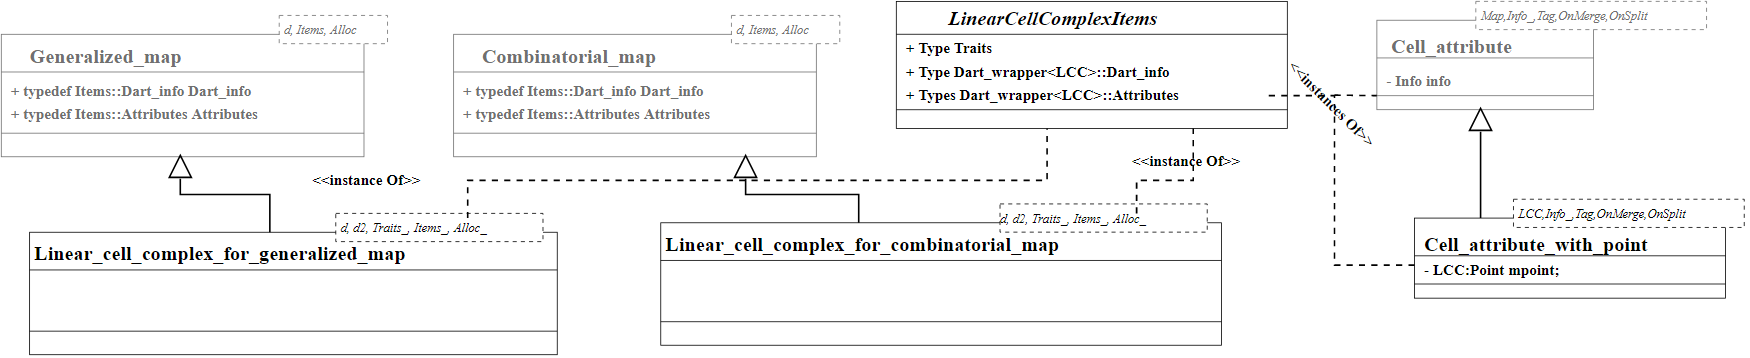 d, Items, Alloc
Generalized_map
+ typedef Items::Dart_info Dart_info
+ typedef Items::Attributes Attributes
d, Items, Alloc
Combinatorial_map
+ typedef Items::Dart_info Dart_info
+ typedef Items::Attributes Attributes
LinearCellComplexItems
+ Type Traits
+ Type Dart_wrapper<LCC>::Dart_info
+ Types Dart_wrapper<LCC>::Attributes
Map,Info_,Tag,OnMerge,OnSplit
Cell_attribute
- Info info
<<instances Of>>
<<instance Of>>
<<instance Of>>
d, d2, Traits_, Items_, Alloc_
Linear_cell_complex_for_generalized_map
d, d2, Traits_, Items_, Alloc_
Linear_cell_complex_for_combinatorial_map
LCC,Info_,Tag,OnMerge,OnSplit
Cell_attribute_with_point
- LCC:Point mpoint;